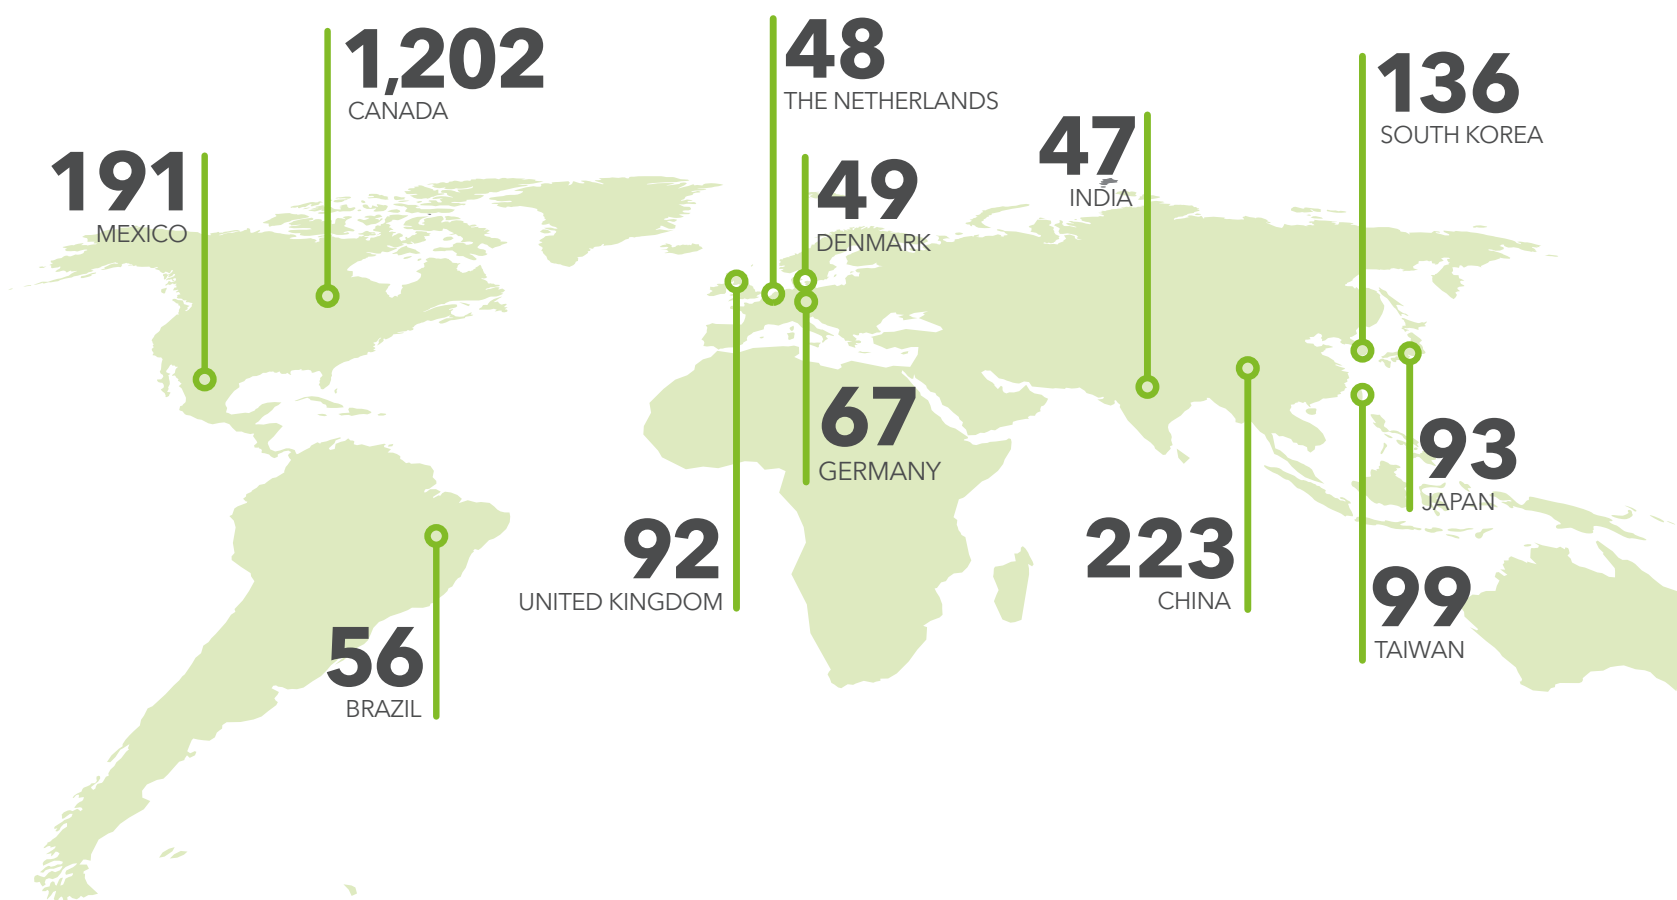 1,202
CANADA
191
MEXICO
48
THE NETHERLANDS
49
DENMARK
47
INDIA
136
SOUTH KOREA
67
GERMANY
93
JAPAN
92
UNITED KINGDOM
223
CHINA
99
TAIWAN
56
BRAZIL